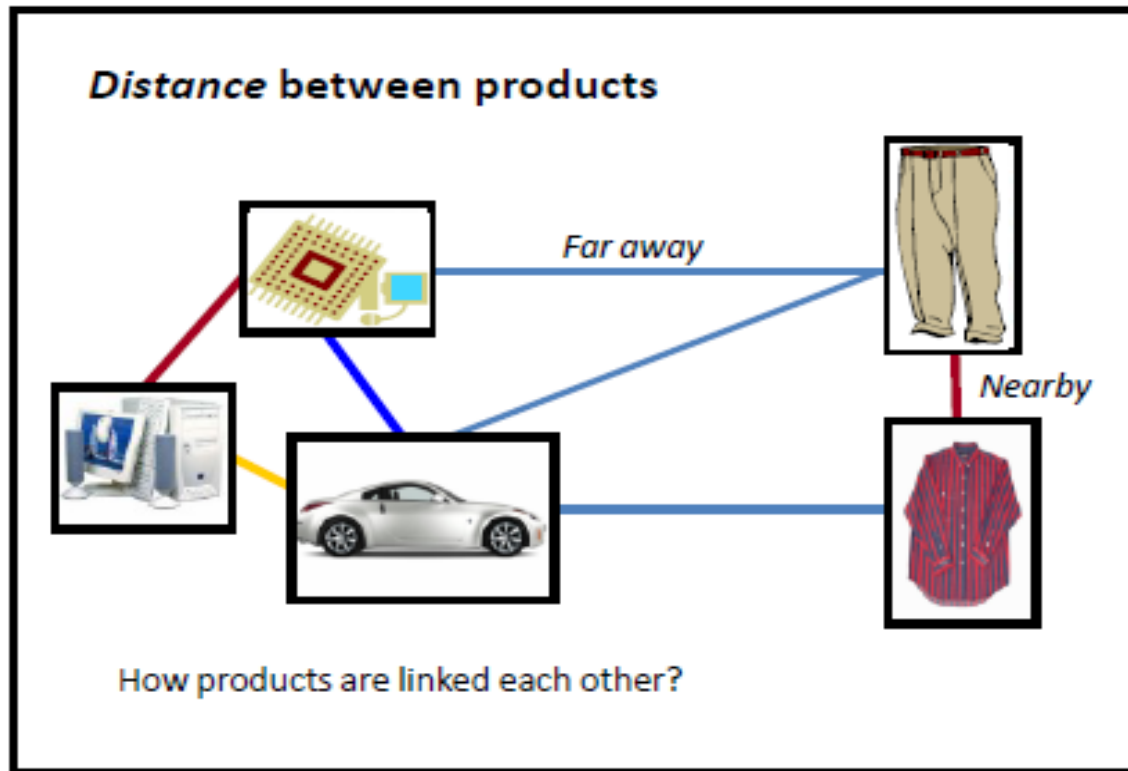 Distance between products
Far away
Nearby
How products are linked each other?